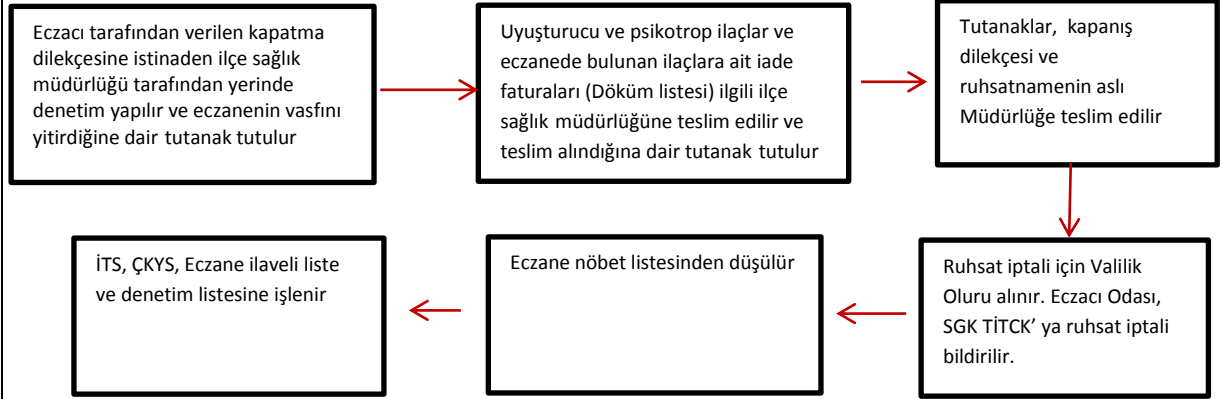 Eczacı tarafından verilen kapatma
dilekçesine istinaden ilçe sağlık
müdürlüğü tarafından yerinde
denetim yapılır ve eczanenin vasfını
yitirdiğine dair tutanak tutulur
Uyuşturucu ve psikotrop ilaçlar ve
eczanede bulunan ilaçlara ait iade
faturaları (Döküm listesi) ilgili ilçe
sağlık müdürlüğüne teslim edilir ve
teslim alındığına dair tutanak tutulur
Tutanaklar, kapanış
dilekçesi ve
ruhsatnamenin aslı
Müdürlüğe teslim edilir
Ruhsat iptali için Valilik
Oluru alınır. Eczacı Odası,
SGK TİTCK’ ya ruhsat iptali
bildirilir.
Eczane nöbet listesinden düşülür
İTS, ÇKYS, Eczane ilaveli liste
ve denetim listesine işlenir